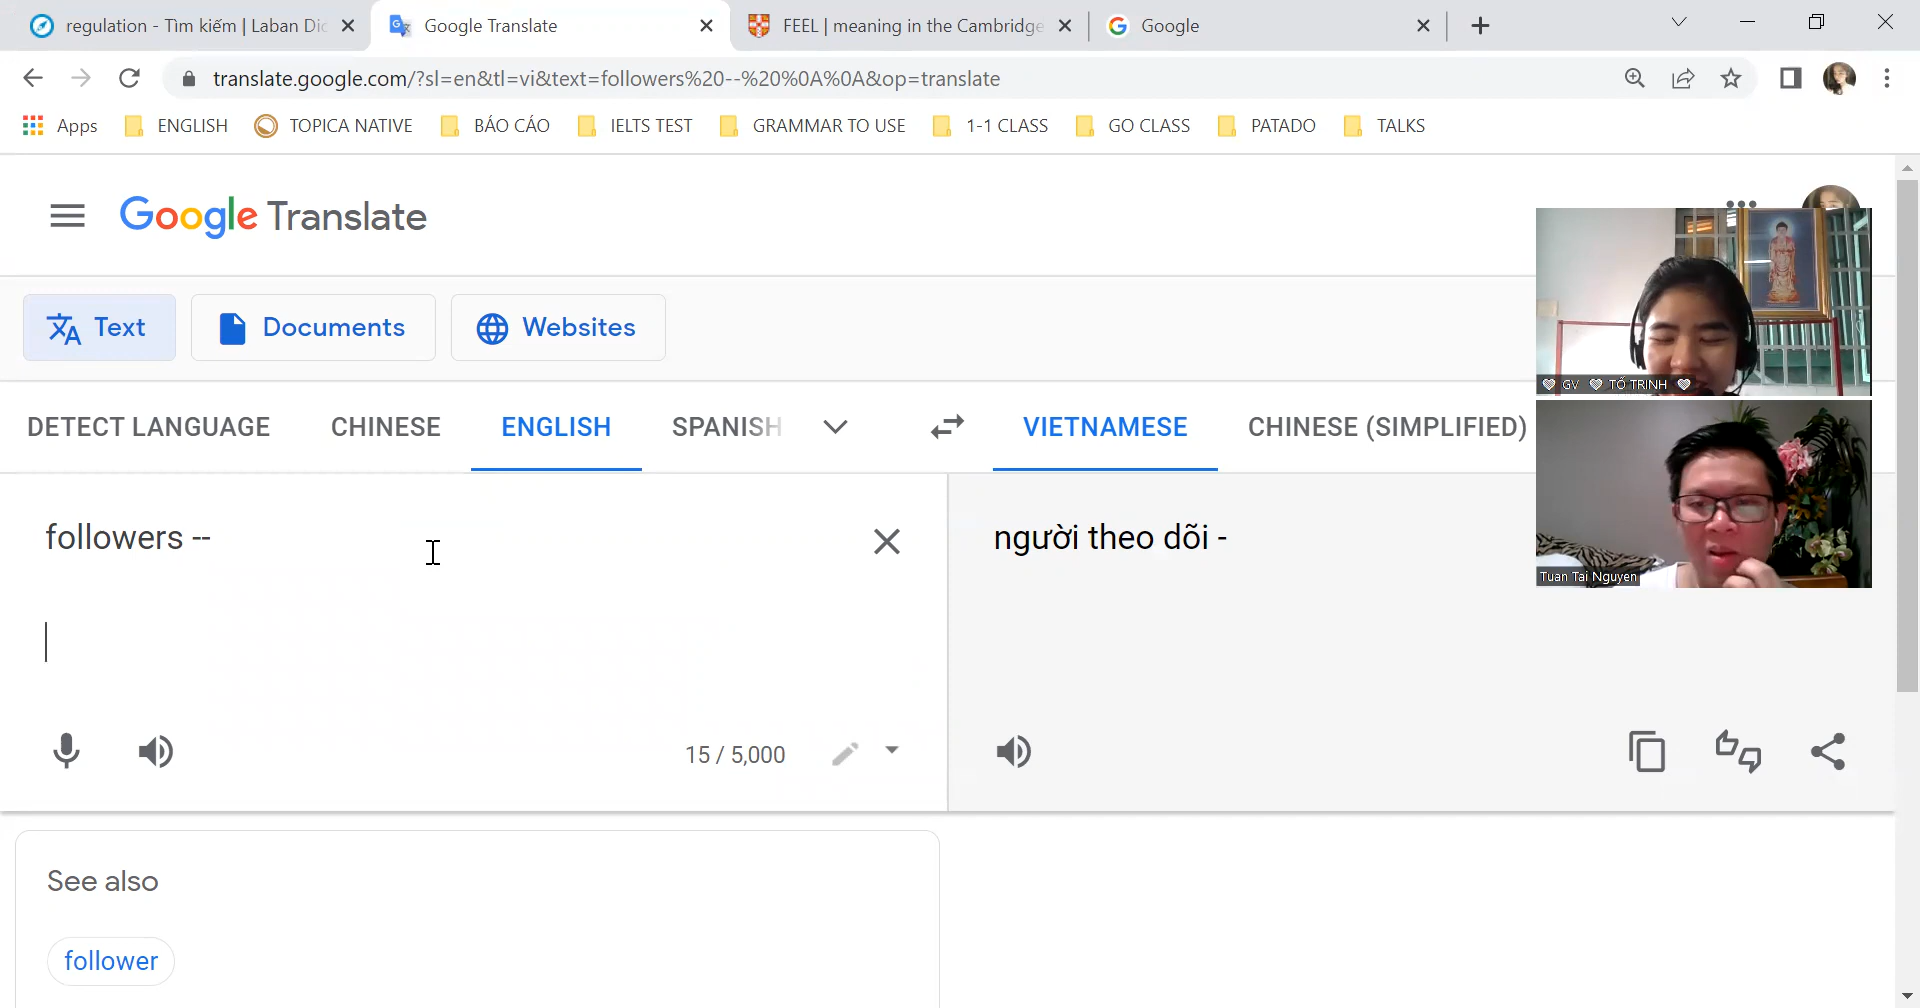 regulation - Tìm kiếm | Laban Dic
Google Translate
FEEL | meaning in the Cambridge
Google
translate.google.com/?sl=en&tl=vi&text=followers%20--%20%0A%0A&op=translate
Apps
ENGLISH
TOPICA NATIVE
BÁO CÁO
IELTS TEST
GRAMMAR TO USE
1-1 CLASS
GO CLASS
PATADO
TALKS
Google Translate
Text
Documents
Websites
GV TỐ TRINH
DETECT LANGUAGE
CHINESE
ENGLISH
SPANISH
VIETNAMESE
CHINESE (SIMPLIFIED)
followers --
người theo dõi -
Tuan Tai Nguyen
15 / 5,000
See also
follower